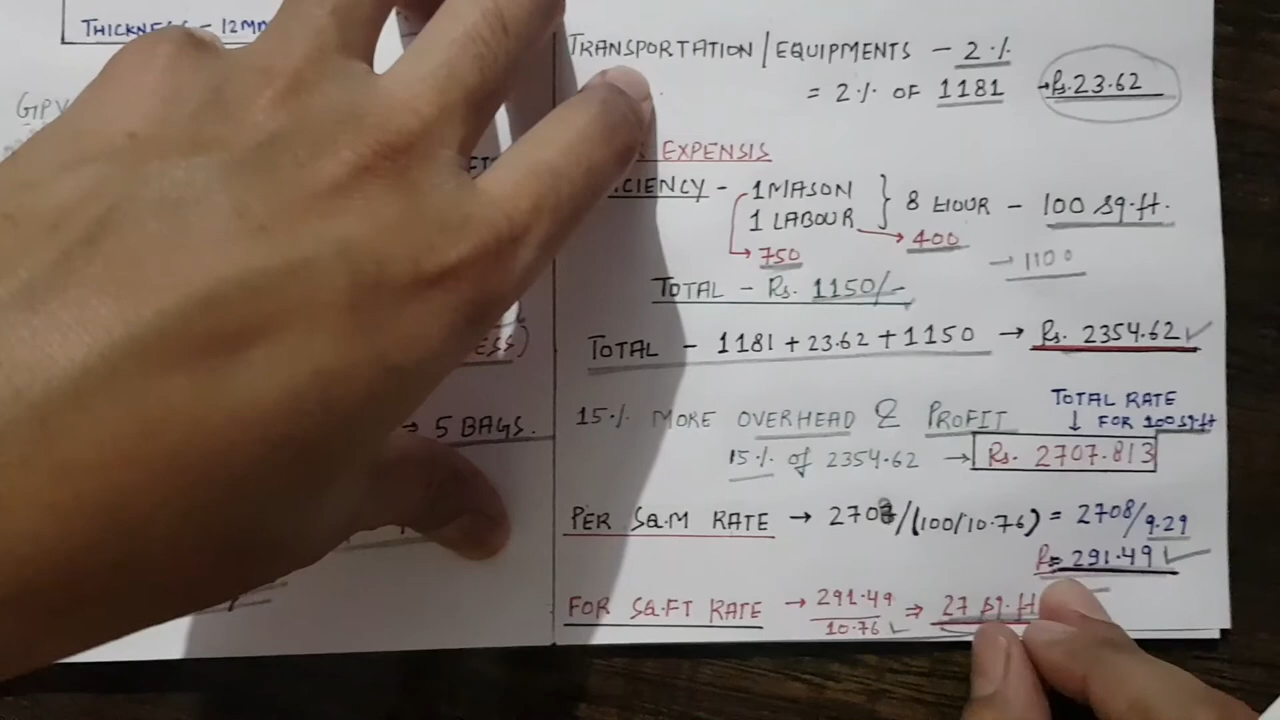 THICKNESS - 12MM
TRANSPORTATION / EQUIPMENTS - 2 %
= 2 % OF 1181 → Rs. 23.62
EXPENSIS
CIENCY - 1 MASON
1 LABOUR } 8 HOUR - 100 sq.ft.
→ 750 → 400
→ 1100
TOTAL - Rs. 1150/-
TOTAL - 1181 + 23.62 + 1150 → Rs. 2354.62 ✓
→ 5 BAGS.
15 % MORE OVERHEAD & PROFIT
TOTAL RATE
↓ FOR 100 sqft
15 % of 2354.62 → Rs. 2707.813
PER SQ.M RATE → 2708/(100/10.76) = 2708/9.29
Rs 291.49 ✓
FOR SQ.FT RATE → 291.49/10.76 ✓ ⇒ 27 sq.ft